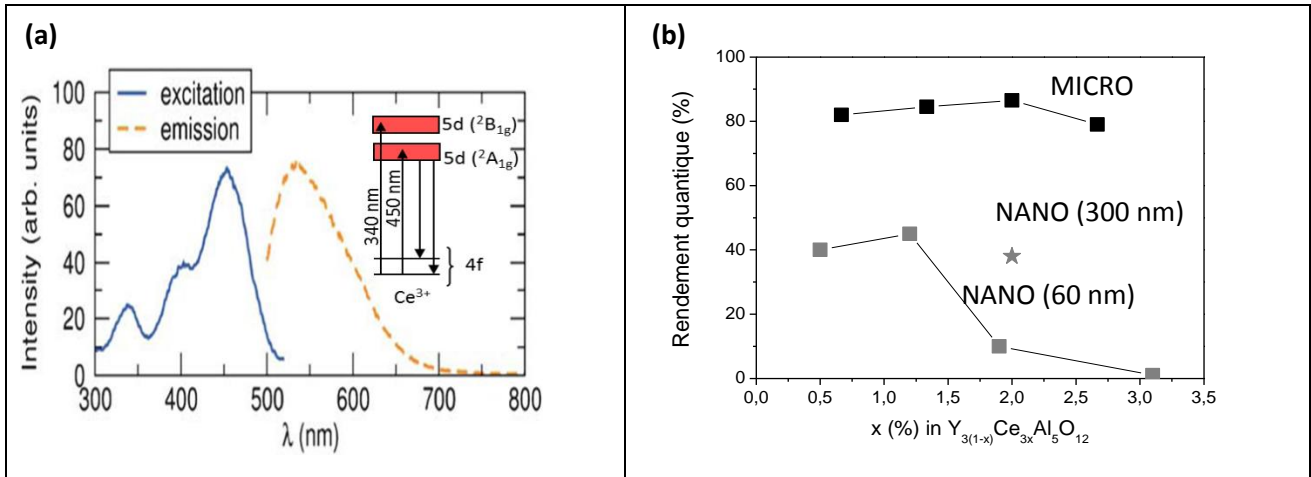 (a)
excitation
emission
Intensity (arb. units)
100
80
60
40
20
0
300 400 500 600 700 800
λ (nm)
5d (²B₁g)
5d (²A₁g)
340 nm
450 nm
4f
Ce³⁺
(b)
Rendement quantique (%)
100
80
60
40
20
0
0,0 0,5 1,0 1,5 2,0 2,5 3,0 3,5
x (%) in Y₃₍₁₋ₓ₎Ce₃ₓAl₅O₁₂
MICRO
NANO (300 nm)
NANO (60 nm)